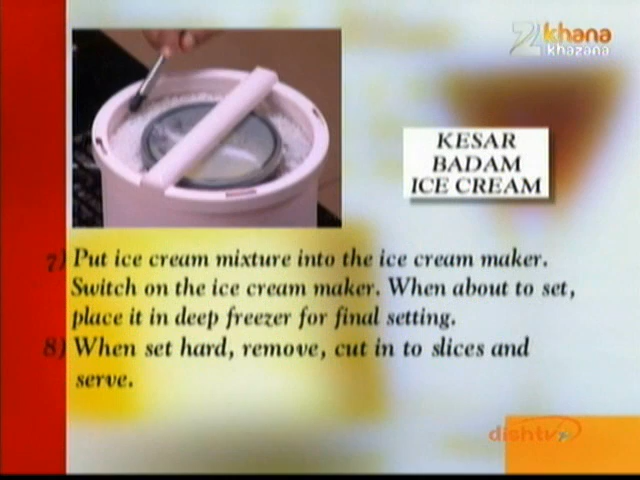 khana
khazana
KESAR
BADAM
ICE CREAM
7) Put ice cream mixture into the ice cream maker.
Switch on the ice cream maker. When about to set,
place it in deep freezer for final setting.
8) When set hard, remove, cut in to slices and
serve.
dishtv